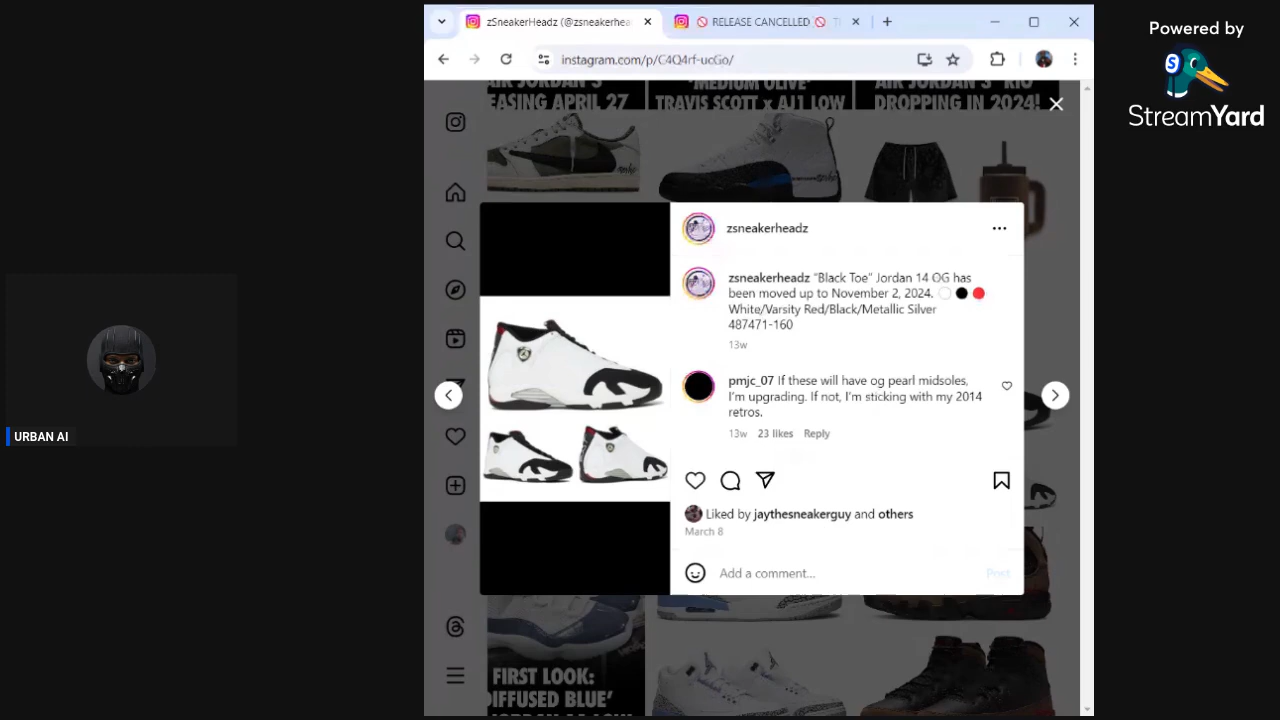 zSneakerHeadz (@zsneakerhea
RELEASE CANCELLED
instagram.com/p/C4Q4rf-ucGo/
Powered by
S
StreamYard
AIR JORDAN'S
EASING APRIL 27
"MEDIUM OLIVE"
TRAVIS SCOTT x AJ1 LOW
AIR JORDAN'S "RIO"
DROPPING IN 2024!
zsneakerheadz
zsneakerheadz "Black Toe" Jordan 14 OG has
been moved up to November 2, 2024.
White/Varsity Red/Black/Metallic Silver
487471-160
13w
pmjc_07 If these will have og pearl midsoles,
I'm upgrading. If not, I'm sticking with my 2014
retros.
13w 23 likes Reply
Liked by jaythesneakerguy and others
March 8
Add a comment...
Post
URBAN AI
FIRST LOOK:
DIFFUSED BLUE'